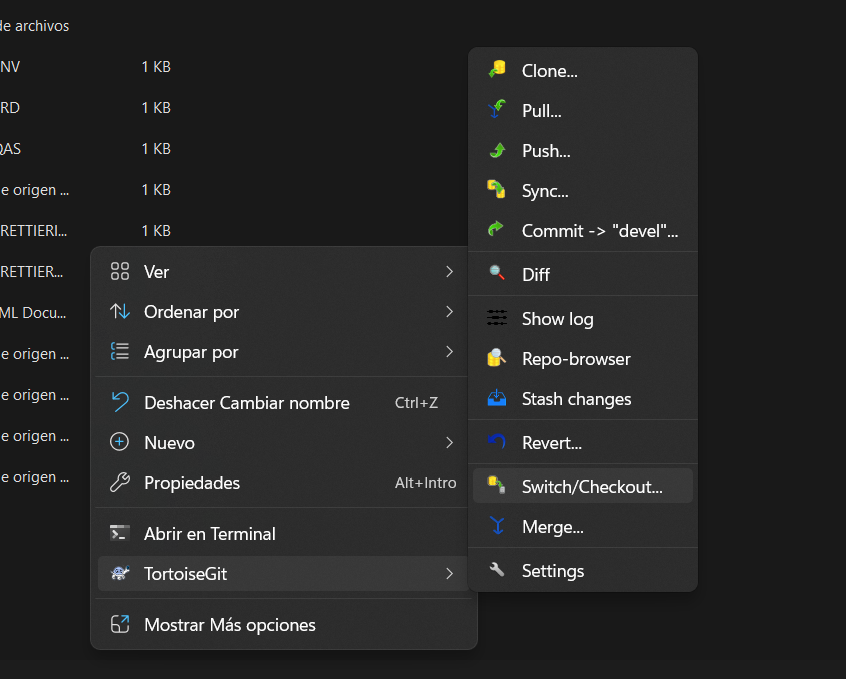 de archivos
NV 1 KB
RD 1 KB
QAS 1 KB
e origen ... 1 KB
RETTIERI... 1 KB
RETTIER...
ML Docu...
e origen ...
e origen ...
e origen ...
e origen ...
Ver
Ordenar por
Agrupar por
Deshacer Cambiar nombre Ctrl+Z
Nuevo
Propiedades Alt+Intro
Abrir en Terminal
TortoiseGit
Mostrar Más opciones
Clone...
Pull...
Push...
Sync...
Commit -> "devel"...
Diff
Show log
Repo-browser
Stash changes
Revert...
Switch/Checkout...
Merge...
Settings